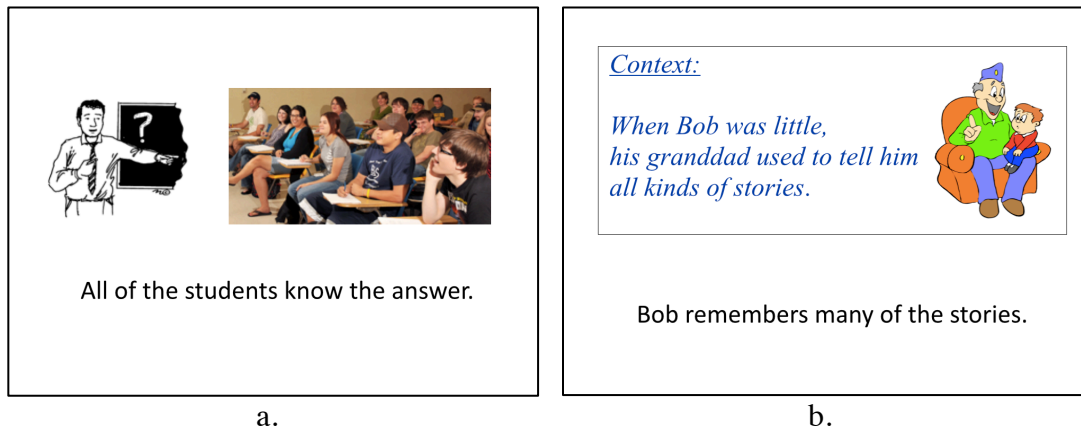 ?
All of the students know the answer.
a.
Context:
When Bob was little,
his granddad used to tell him
all kinds of stories.
Bob remembers many of the stories.
b.